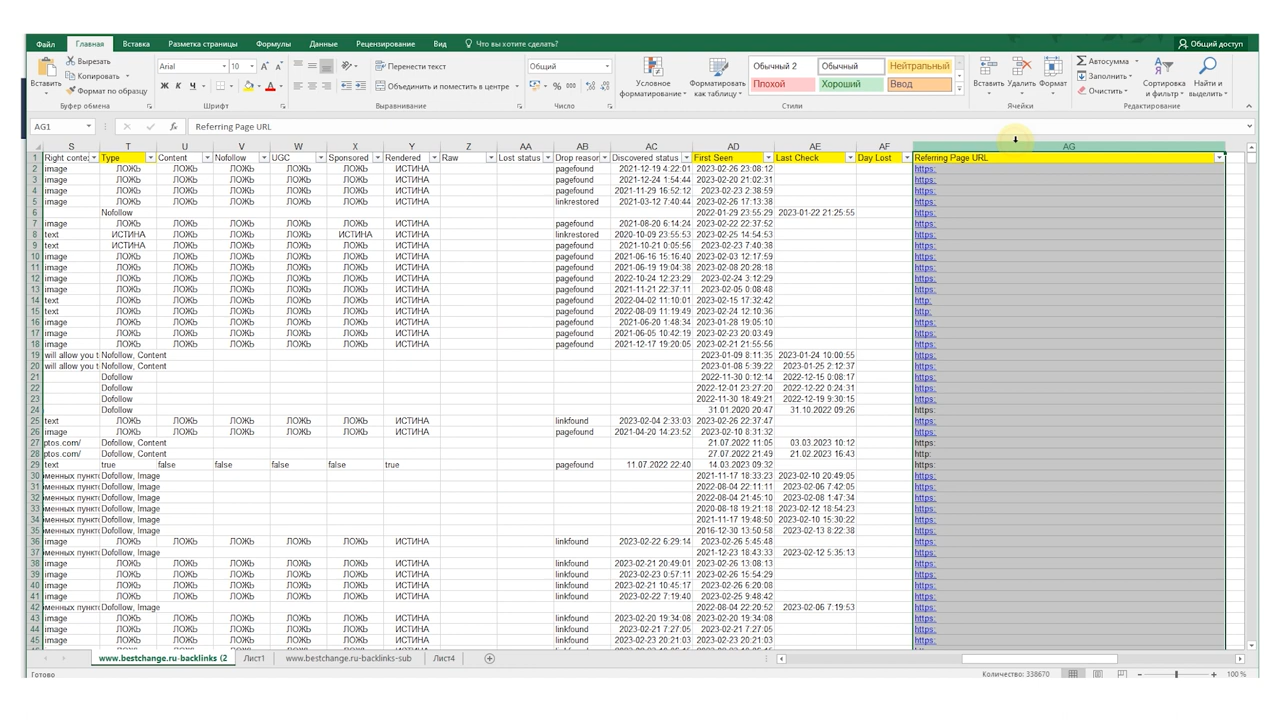 Файл Главная Вставка Разметка страницы Формулы Данные Рецензирование Вид Что вы хотите сделать? Общий доступ
Вставить Вырезать Копировать Формат по образцу Буфер обмена
Arial 10 Ж К Ч Шрифт
Перенести текст Объединить и поместить в центре Выравнивание
Общий Число
Условное форматирование Форматировать как таблицу Обычный 2 Обычный Нейтральный Плохой Хороший Ввод Стили
Вставить Удалить Формат Ячейки
Автосумма Заполнить Очистить Сортировка и фильтр Найти и выделить Редактирование
AG1 fx Referring Page URL
S T U V W X Y Z AA AB AC AD AE AF AG
1 Right conte: Type Content Nofollow UGC Sponsored Rendered Raw Lost status Drop reason Discovered status First Seen Last Check Day Lost Referring Page URL
2 image ЛОЖЬ ЛОЖЬ ЛОЖЬ ЛОЖЬ ЛОЖЬ ИСТИНА pagefound 2021-12-19 4:22:01 2023-02-26 23:08:12 https:
3 image ЛОЖЬ ЛОЖЬ ЛОЖЬ ЛОЖЬ ЛОЖЬ ИСТИНА pagefound 2021-12-24 1:54:44 2023-02-20 21:02:31 https:
4 image ЛОЖЬ ЛОЖЬ ЛОЖЬ ЛОЖЬ ЛОЖЬ ИСТИНА pagefound 2021-11-29 16:52:12 2023-02-23 2:38:59 https:
5 image ЛОЖЬ ЛОЖЬ ЛОЖЬ ЛОЖЬ ЛОЖЬ ИСТИНА linkrestored 2021-03-12 7:40:44 2023-02-26 17:13:38 https:
6 Nofollow 2022-01-29 23:55:29 2023-01-22 21:25:55 https:
7 image ЛОЖЬ ЛОЖЬ ЛОЖЬ ЛОЖЬ ЛОЖЬ ИСТИНА pagefound 2021-08-20 6:14:24 2023-02-22 22:37:52 https:
8 text ИСТИНА ЛОЖЬ ЛОЖЬ ЛОЖЬ ИСТИНА ИСТИНА linkrestored 2020-10-09 23:55:53 2023-02-25 14:54:53 https:
9 text ИСТИНА ЛОЖЬ ЛОЖЬ ЛОЖЬ ЛОЖЬ ИСТИНА pagefound 2021-10-21 0:05:56 2023-02-23 7:40:38 https:
10 image ЛОЖЬ ЛОЖЬ ЛОЖЬ ЛОЖЬ ЛОЖЬ ИСТИНА pagefound 2021-06-16 15:16:40 2023-02-03 12:17:59 https:
11 image ЛОЖЬ ЛОЖЬ ЛОЖЬ ЛОЖЬ ЛОЖЬ ИСТИНА pagefound 2021-06-19 19:04:38 2023-02-08 20:28:18 https:
12 image ЛОЖЬ ЛОЖЬ ЛОЖЬ ЛОЖЬ ЛОЖЬ ИСТИНА pagefound 2022-10-24 12:23:29 2023-02-24 3:12:29 https:
13 image ЛОЖЬ ЛОЖЬ ЛОЖЬ ЛОЖЬ ЛОЖЬ ИСТИНА pagefound 2021-11-21 22:37:11 2023-02-05 0:08:48 https:
14 text ЛОЖЬ ЛОЖЬ ЛОЖЬ ЛОЖЬ ЛОЖЬ ИСТИНА pagefound 2022-04-02 11:10:01 2023-02-15 17:32:42 http:
15 text ЛОЖЬ ЛОЖЬ ЛОЖЬ ЛОЖЬ ЛОЖЬ ИСТИНА pagefound 2022-08-09 11:19:49 2023-02-24 12:10:36 http:
16 image ЛОЖЬ ЛОЖЬ ЛОЖЬ ЛОЖЬ ЛОЖЬ ИСТИНА pagefound 2021-06-20 1:48:34 2023-01-28 19:05:10 https:
17 image ЛОЖЬ ЛОЖЬ ЛОЖЬ ЛОЖЬ ЛОЖЬ ИСТИНА pagefound 2021-06-05 10:42:19 2023-02-22 20:03:49 https:
18 image ЛОЖЬ ЛОЖЬ ЛОЖЬ ЛОЖЬ ЛОЖЬ ИСТИНА pagefound 2021-12-17 19:20:05 2023-02-21 21:55:56 https:
19 will allow you t Nofollow, Content 2023-01-09 8:11:35 2023-01-24 10:00:55 https:
20 will allow you t Nofollow, Content 2023-01-08 5:39:22 2023-01-25 2:12:37 https:
21 Dofollow 2022-11-30 0:12:14 2022-12-15 0:08:17 https:
22 Dofollow 2022-12-01 23:27:20 2022-12-22 0:24:31 https:
23 Dofollow 2022-11-30 18:49:21 2022-12-19 9:30:15 https:
24 Dofollow 31.01.2020 20:47 31.10.2022 09:26 https:
25 text ЛОЖЬ ЛОЖЬ ЛОЖЬ ЛОЖЬ ЛОЖЬ ИСТИНА linkfound 2023-02-04 2:33:03 2023-02-26 22:37:47 https:
26 image ЛОЖЬ ЛОЖЬ ЛОЖЬ ЛОЖЬ ЛОЖЬ ИСТИНА pagefound 2021-04-20 14:23:52 2023-02-10 8:31:32 https:
27 ptos.com/ Dofollow, Content 21.07.2022 11:05 03.03.2023 10:12 https:
28 ptos.com/ Dofollow, Content 27.07.2022 21:49 21.02.2023 16:43 http:
29 text true false false false false true pagefound 11.07.2022 22:40 14.03.2023 09:32 https:
30 менных пункто Dofollow, Image 2021-11-17 18:33:23 2023-02-10 20:49:05 https:
31 менных пункто Dofollow, Image 2022-08-04 22:11:11 2023-02-06 7:42:05 https:
32 менных пункто Dofollow, Image 2022-08-04 21:45:10 2023-02-08 1:47:34 https:
33 менных пункто Dofollow, Image 2020-08-18 19:21:18 2023-02-12 18:54:23 https:
34 менных пункто Dofollow, Image 2021-11-17 19:48:50 2023-02-10 15:30:22 https:
35 менных пункто Dofollow, Image 2016-12-30 13:50:58 2023-02-13 8:22:38 https:
36 image ЛОЖЬ ЛОЖЬ ЛОЖЬ ЛОЖЬ ЛОЖЬ ИСТИНА linkfound 2023-02-22 6:29:14 2023-02-26 5:45:48 https:
37 менных пункто Dofollow, Image 2021-12-23 18:43:33 2023-02-12 5:35:13 https:
38 image ЛОЖЬ ЛОЖЬ ЛОЖЬ ЛОЖЬ ЛОЖЬ ИСТИНА linkfound 2023-02-21 20:49:01 2023-02-26 13:08:13 https:
39 image ЛОЖЬ ЛОЖЬ ЛОЖЬ ЛОЖЬ ЛОЖЬ ИСТИНА linkfound 2023-02-23 0:57:11 2023-02-26 15:54:29 https:
40 image ЛОЖЬ ЛОЖЬ ЛОЖЬ ЛОЖЬ ЛОЖЬ ИСТИНА linkfound 2023-02-21 10:45:17 2023-02-26 6:20:08 https:
41 image ЛОЖЬ ЛОЖЬ ЛОЖЬ ЛОЖЬ ЛОЖЬ ИСТИНА linkfound 2023-02-22 7:19:40 2023-02-25 9:48:42 https:
42 менных пункто Dofollow, Image 2022-08-04 22:20:52 2023-02-06 7:19:53 https:
43 image ЛОЖЬ ЛОЖЬ ЛОЖЬ ЛОЖЬ ЛОЖЬ ИСТИНА linkfound 2023-02-20 19:34:08 2023-02-20 19:34:08 https:
44 image ЛОЖЬ ЛОЖЬ ЛОЖЬ ЛОЖЬ ЛОЖЬ ИСТИНА linkfound 2023-02-21 7:27:05 2023-02-21 7:27:05 https:
45 image ЛОЖЬ ЛОЖЬ ЛОЖЬ ЛОЖЬ ЛОЖЬ ИСТИНА linkfound 2023-02-23 20:21:03 2023-02-23 20:21:03 https:
www.bestchange.ru-backlinks (2 Лист1 www.bestchange.ru-backlinks-sub Лист4
Готово Количество: 338670 100 %